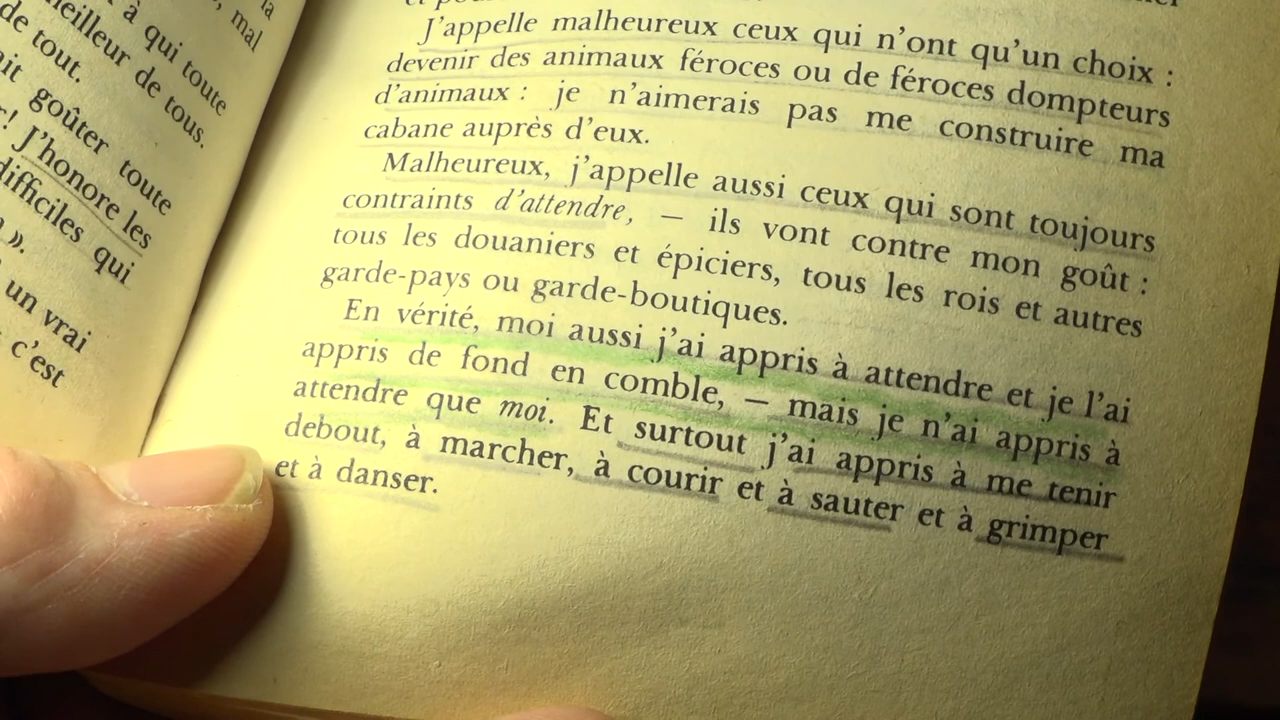 à qui toute
meilleur de tous.
de tout.
goûter toute
J'honore les
difficiles qui
un vrai
c'est
J'appelle malheureux ceux qui n'ont qu'un choix :
devenir des animaux féroces ou de féroces dompteurs
d'animaux : je n'aimerais pas me construire ma
cabane auprès d'eux.
Malheureux, j'appelle aussi ceux qui sont toujours
contraints d'attendre, — ils vont contre mon goût :
tous les douaniers et épiciers, tous les rois et autres
garde-pays ou garde-boutiques.
En vérité, moi aussi j'ai appris à attendre et je l'ai
appris de fond en comble, — mais je n'ai appris à
attendre que moi. Et surtout j'ai appris à me tenir
debout, à marcher, à courir et à sauter et à grimper
et à danser.